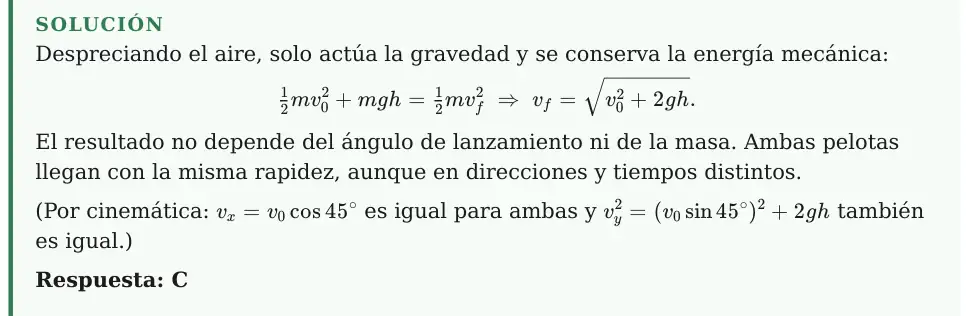 SOLUCIÓN
Despreciando el aire, solo actúa la gravedad y se conserva la energía mecánica:
½mv₀² + mgh = ½mv_f² ⇒ v_f = √(v₀² + 2gh).
El resultado no depende del ángulo de lanzamiento ni de la masa. Ambas pelotas
llegan con la misma rapidez, aunque en direcciones y tiempos distintos.
(Por cinemática: vₓ = v₀ cos 45° es igual para ambas y v_y² = (v₀ sin 45°)² + 2gh también
es igual.)
Respuesta: C